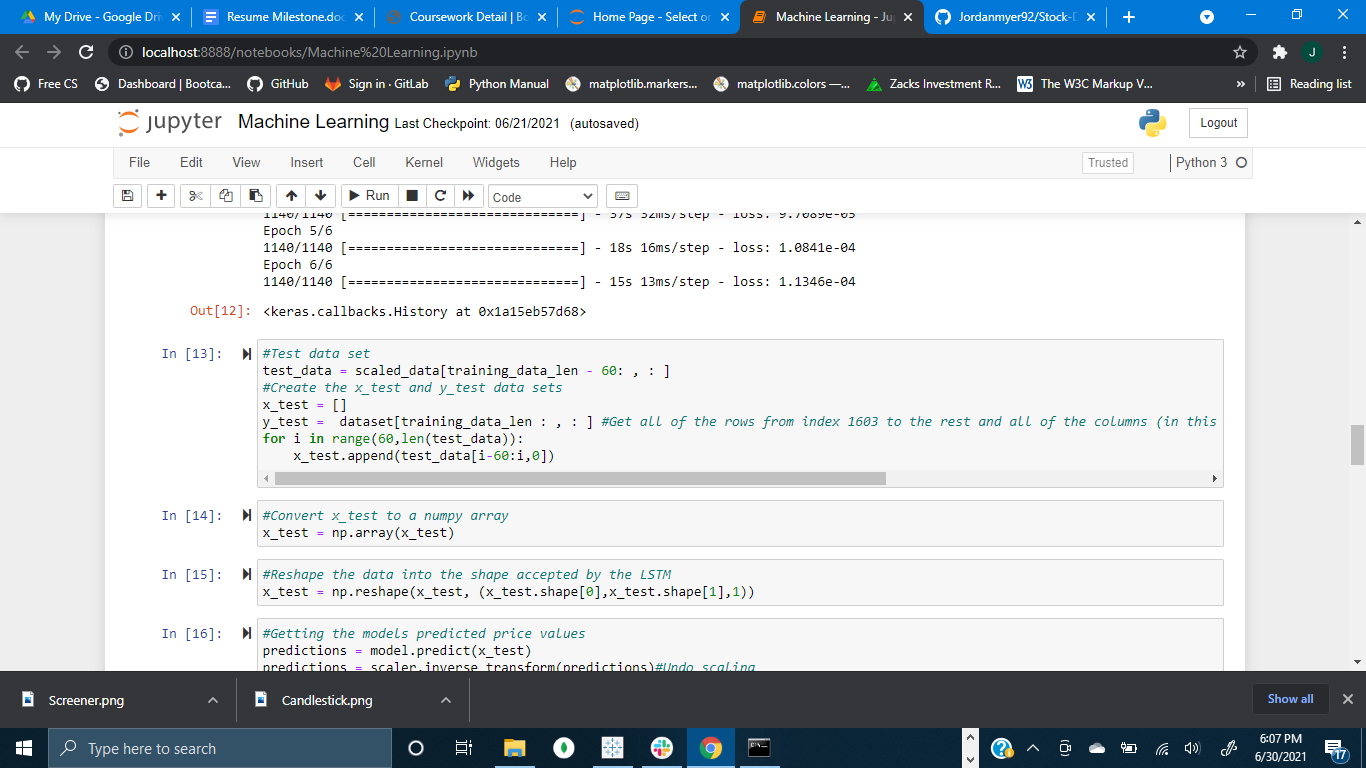 My Drive - Google Dri
Resume Milestone.doc
Coursework Detail | Bo
Home Page - Select or
Machine Learning - Ju
Jordanmyer92/Stock-D
localhost:8888/notebooks/Machine%20Learning.ipynb
J
Free CS
Dashboard | Bootca...
GitHub
Sign in · GitLab
Python Manual
matplotlib.markers...
matplotlib.colors —...
Zacks Investment R...
W3
The W3C Markup V...
»
Reading list
jupyter Machine Learning Last Checkpoint: 06/21/2021 (autosaved)
Logout
File Edit View Insert Cell Kernel Widgets Help
Trusted
Python 3
Run
Code
1140/1140 [==============================] - 37s 32ms/step - loss: 9.7089e-05
Epoch 5/6
1140/1140 [==============================] - 18s 16ms/step - loss: 1.0841e-04
Epoch 6/6
1140/1140 [==============================] - 15s 13ms/step - loss: 1.1346e-04
Out[12]: <keras.callbacks.History at 0x1a15eb57d68>
In [13]: #Test data set
test_data = scaled_data[training_data_len - 60: , : ]
#Create the x_test and y_test data sets
x_test = []
y_test =  dataset[training_data_len : , : ] #Get all of the rows from index 1603 to the rest and all of the columns (in this
for i in range(60,len(test_data)):
    x_test.append(test_data[i-60:i,0])
In [14]: #Convert x_test to a numpy array
x_test = np.array(x_test)
In [15]: #Reshape the data into the shape accepted by the LSTM
x_test = np.reshape(x_test, (x_test.shape[0],x_test.shape[1],1))
In [16]: #Getting the models predicted price values
predictions = model.predict(x_test)
predictions = scaler.inverse_transform(predictions)#Undo scaling
Screener.png
Candlestick.png
Show all
Type here to search
6:07 PM
6/30/2021
17